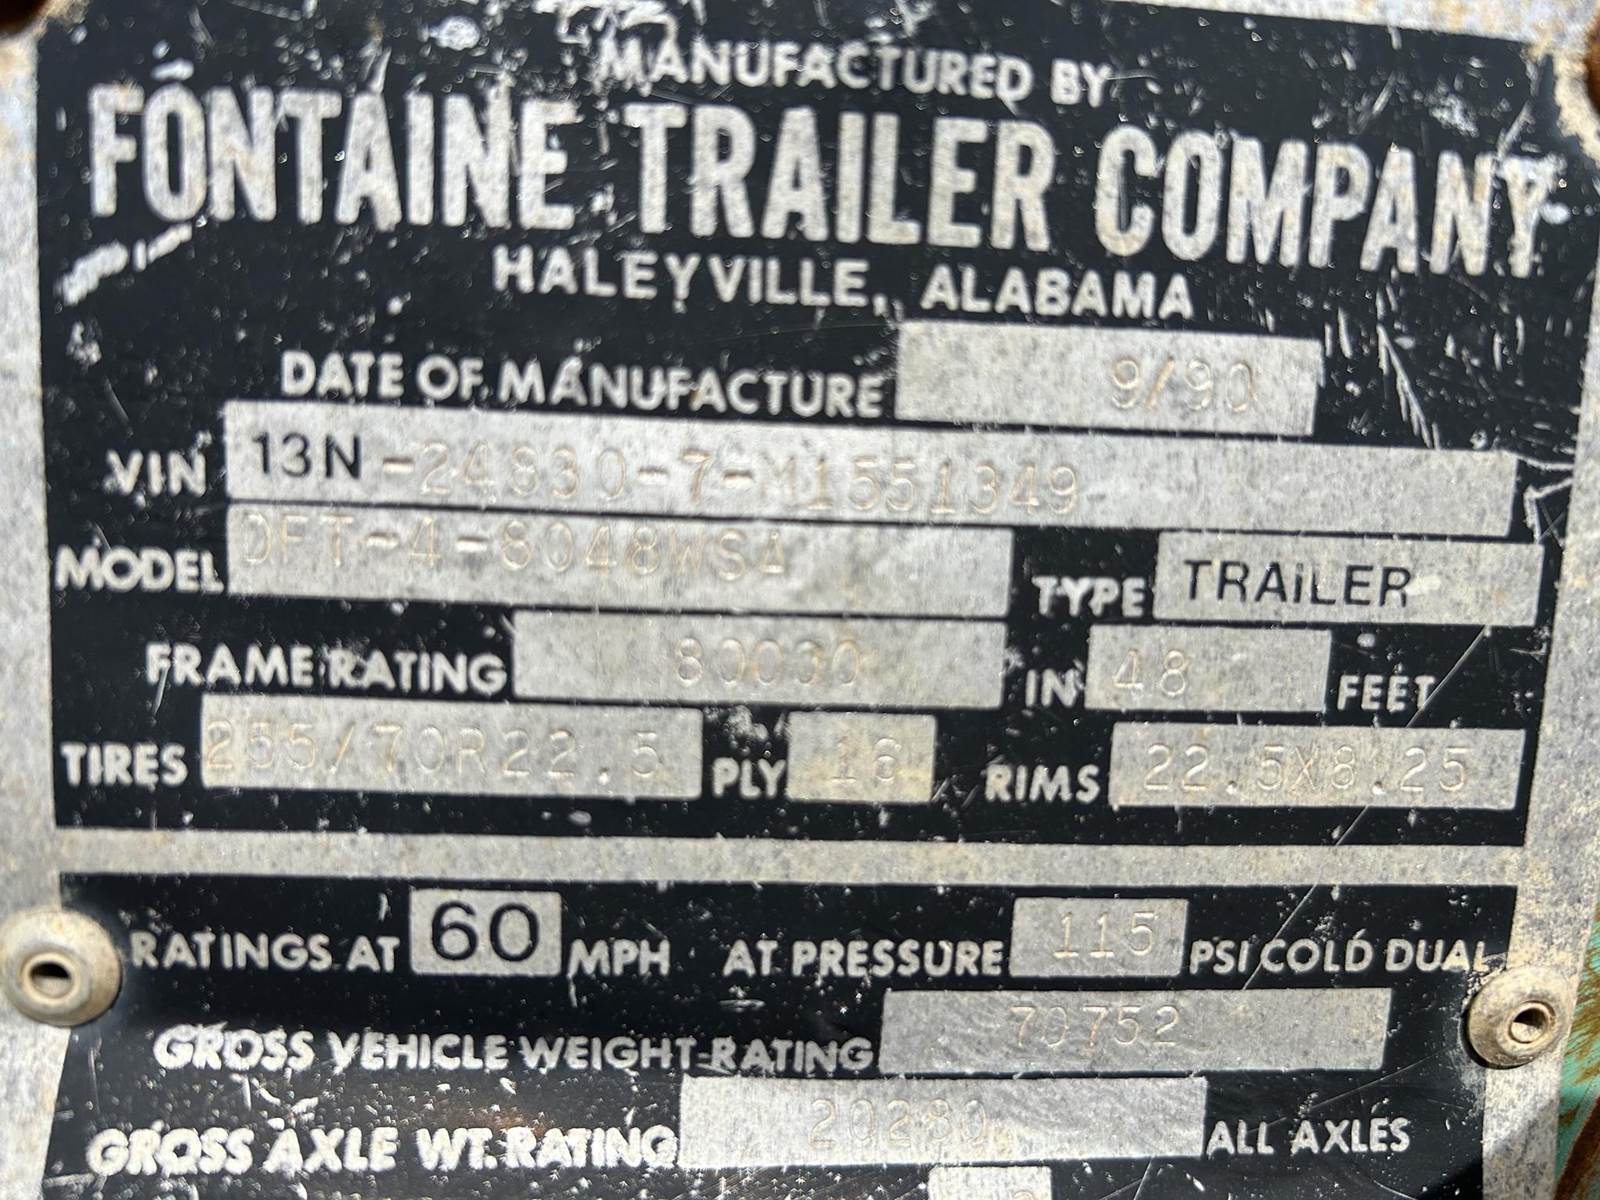 MANUFACTURED BY
FONTAINE TRAILER COMPANY
HALEYVILLE, ALABAMA
DATE OF MANUFACTURE 9/90
VIN 13N-24830-7-M1551349
MODEL DFT-4-8048WSA TYPE TRAILER
FRAME RATING 80000 IN 48 FEET
TIRES 255/70R22.5 PLY 16 RIMS 22.5X8.25
RATINGS AT 60 MPH AT PRESSURE 115 PSI COLD DUAL
GROSS VEHICLE WEIGHT RATING 70752
GROSS AXLE WT. RATING 20280 ALL AXLES